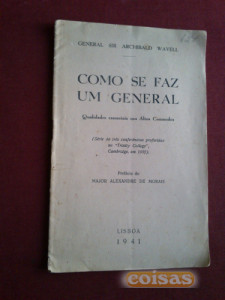 GENERAL SIR ARCHIBALD WAVELL
COMO SE FAZ
UM GENERAL
Qualidades essenciais aos Altos Comandos
(Série de três conferências proferidas
no "Trinity College",
Cambridge, em 1939)
Prefácio do
MAJOR ALEXANDRE DE MORAIS
LISBOA
1941
coisas